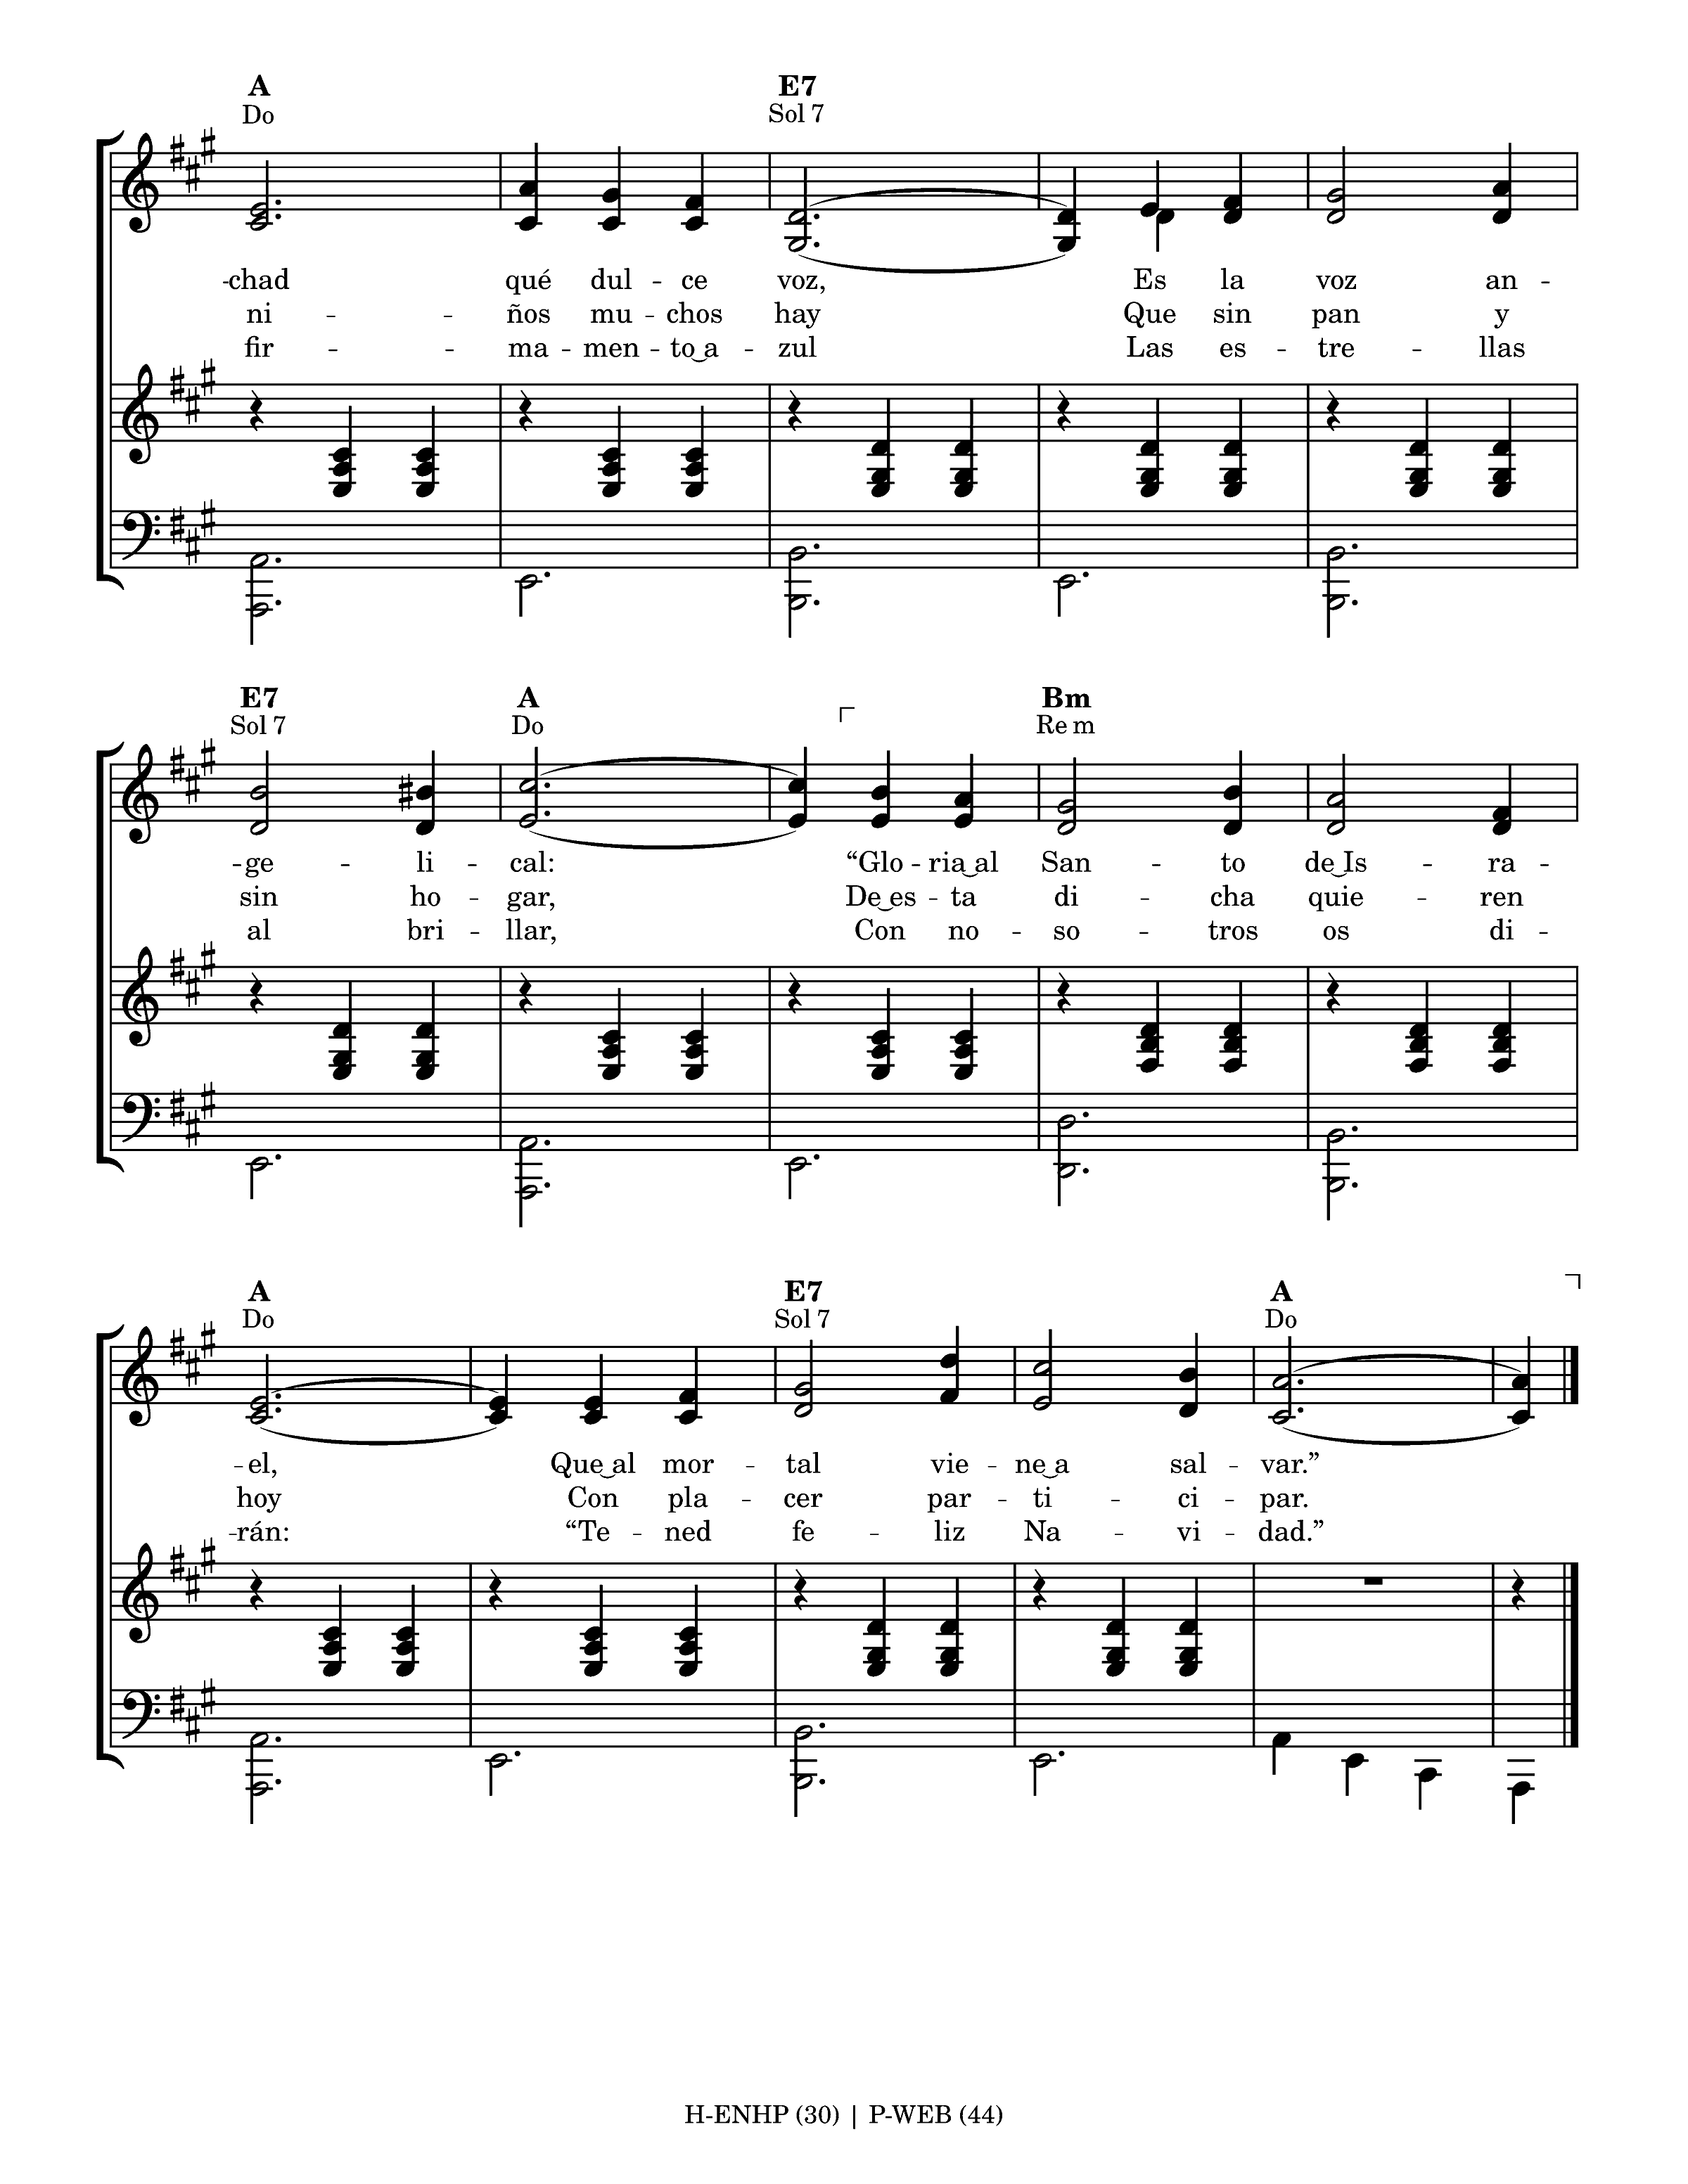 A E7
Do Sol 7
-chad qué dul - ce voz, Es la voz an -
ni - ños mu - chos hay Que sin pan y
fir - ma - men - to‿a - zul Las es - tre - llas
E7 A Bm
Sol 7 Do Re m
-ge - li - cal: “Glo - ria‿al San - to de‿Is - ra -
sin ho - gar, De‿es - ta di - cha quie - ren
al bri - llar, Con no - so - tros os di -
A E7 A
Do Sol 7 Do
-el, Que‿al mor - tal vie - ne‿a sal - var.”
hoy Con pla - cer par - ti - ci - par.
-rán: “Te - ned fe - liz Na - vi - dad.”
H-ENHP (30) | P-WEB (44)